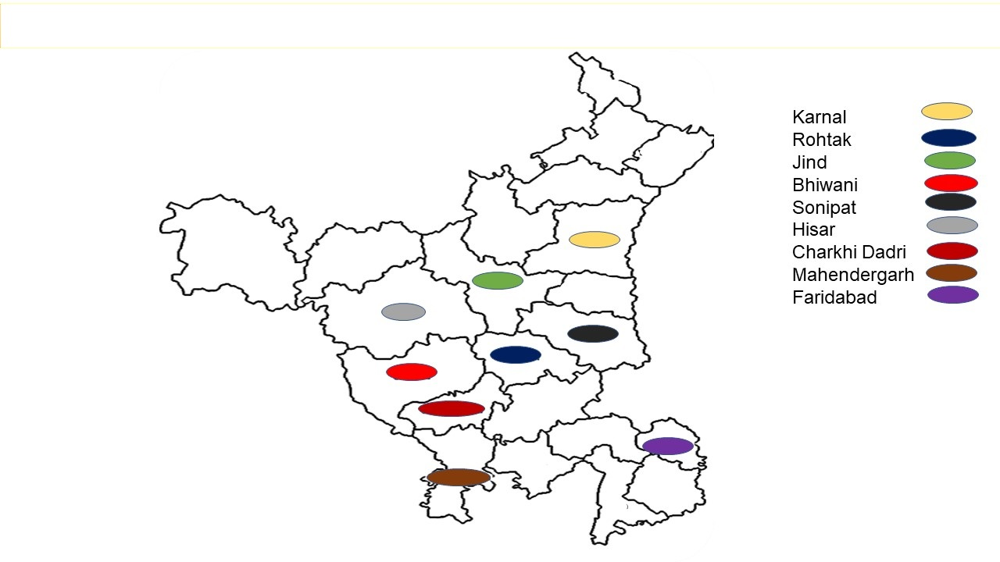 Karnal
Rohtak
Jind
Bhiwani
Sonipat
Hisar
Charkhi Dadri
Mahendergarh
Faridabad